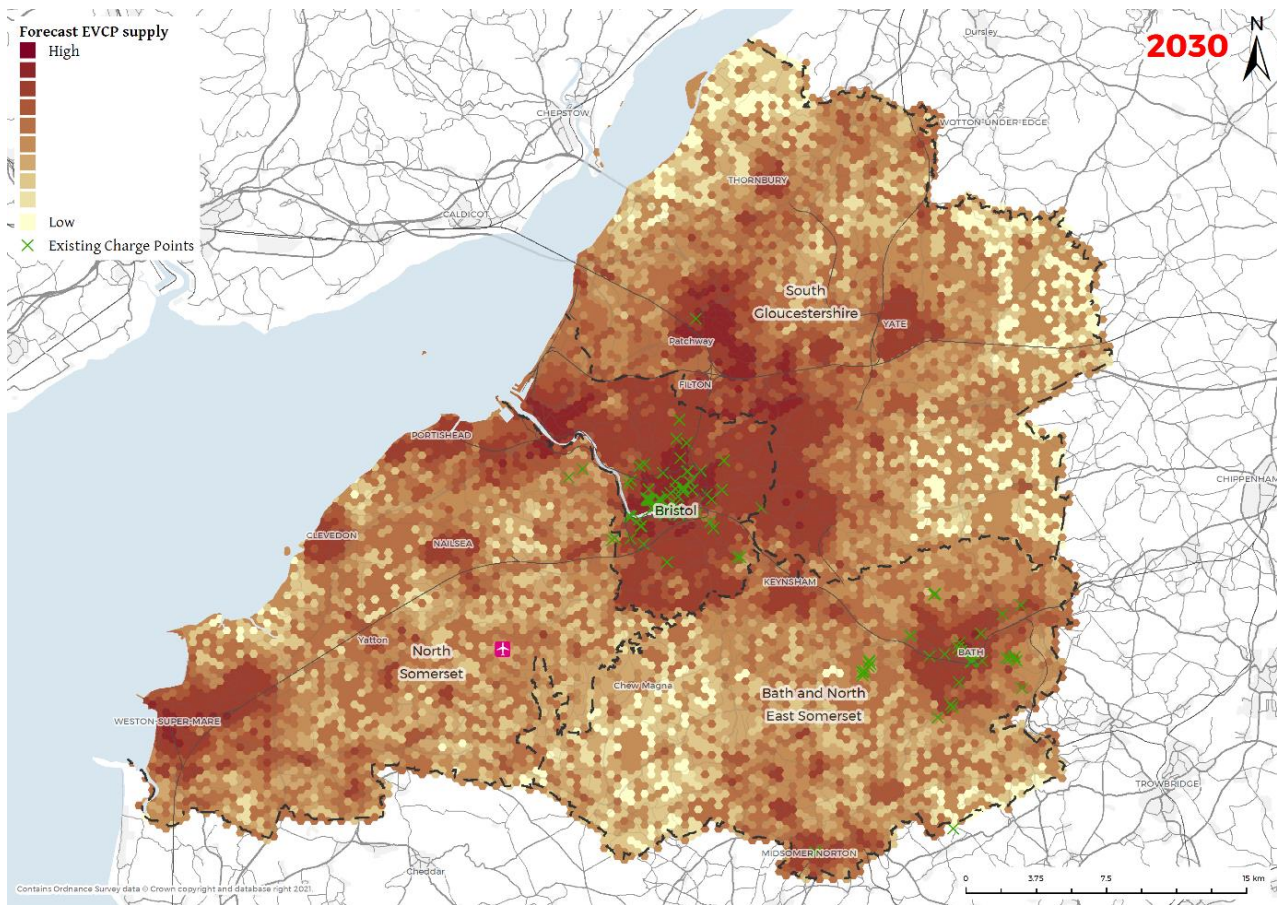 Forecast EVCP supply
High
Low
Existing Charge Points
2030
N
Dursley
CHEPSTOW
WOTTON-UNDER-EDGE
THORNBURY
CALDICOT
South
Gloucestershire
YATE
Patchway
FILTON
PORTISHEAD
CHIPPENHAM
Bristol
CLEVEDON
NAILSEA
KEYNSHAM
Yatton
North
Somerset
BATH
Chew Magna
Bath and North
East Somerset
WESTON-SUPER-MARE
TROWBRIDGE
MIDSOMER NORTON
Cheddar
Contains Ordnance Survey data © Crown copyright and database right 2021.
0 3.75 7.5 15 km